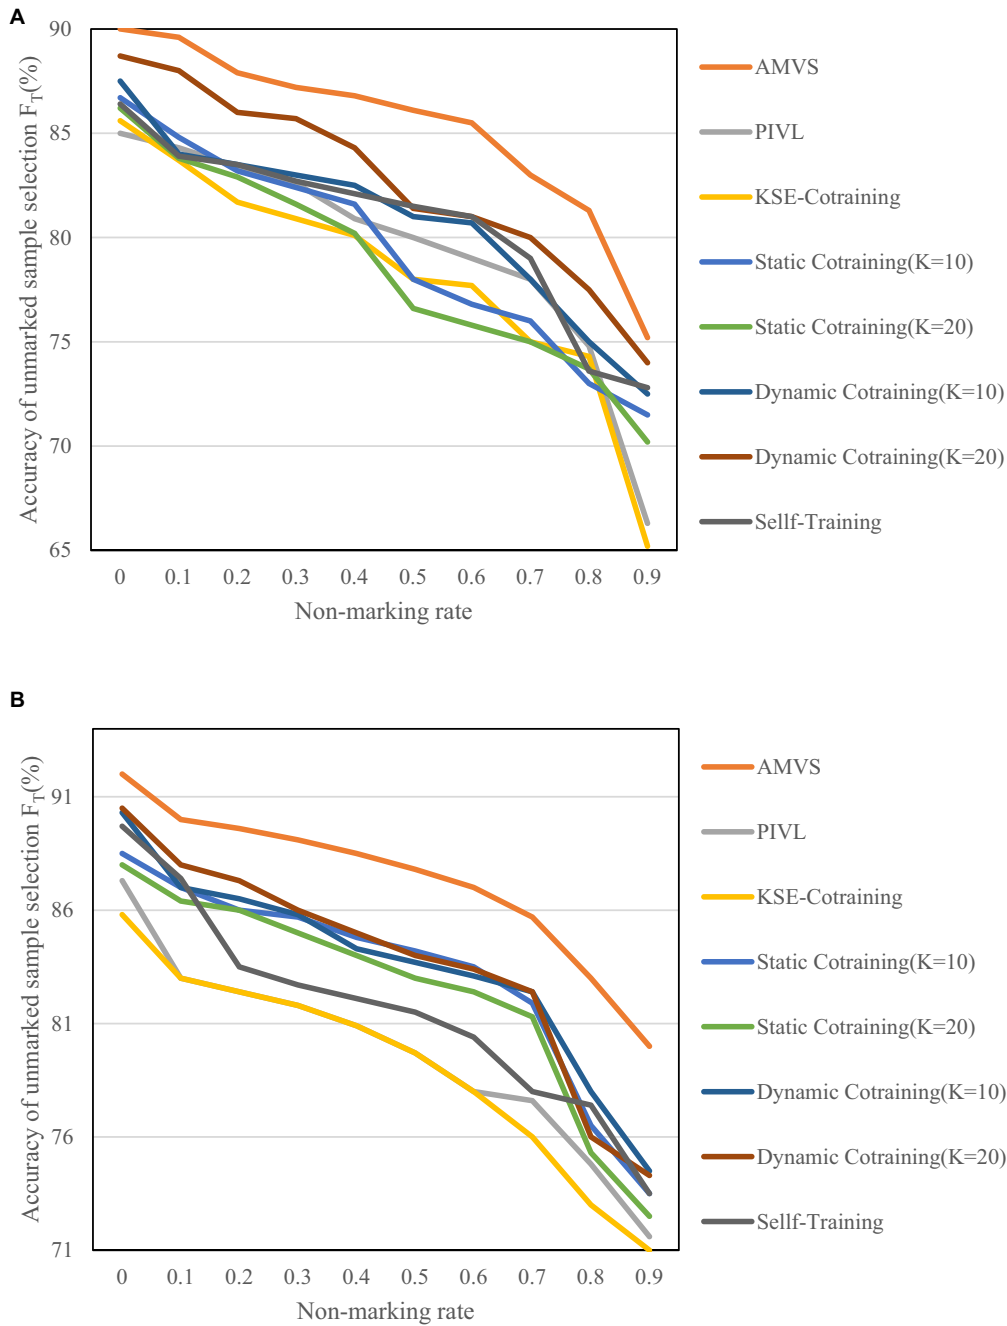 A
Accuracy of unmarked sample selection FT(%)
90
85
80
75
70
65
0 0.1 0.2 0.3 0.4 0.5 0.6 0.7 0.8 0.9
Non-marking rate
AMVS
PIVL
KSE-Cotraining
Static Cotraining(K=10)
Static Cotraining(K=20)
Dynamic Cotraining(K=10)
Dynamic Cotraining(K=20)
Sellf-Training
B
Accuracy of unmarked sample selection FT(%)
91
86
81
76
71
0 0.1 0.2 0.3 0.4 0.5 0.6 0.7 0.8 0.9
Non-marking rate
AMVS
PIVL
KSE-Cotraining
Static Cotraining(K=10)
Static Cotraining(K=20)
Dynamic Cotraining(K=10)
Dynamic Cotraining(K=20)
Sellf-Training